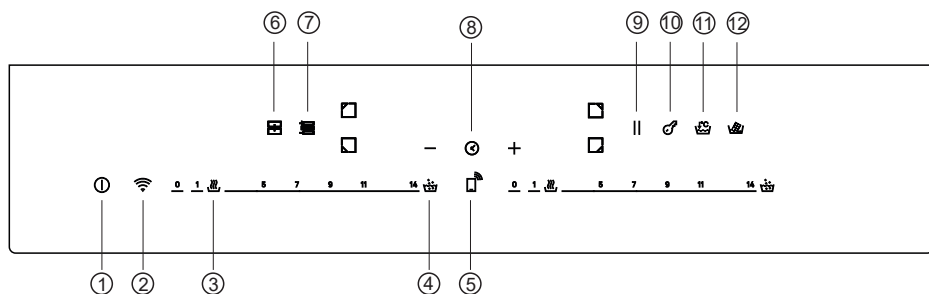 ⑥ ⑦ ⑧ ⑨ ⑩ ⑪ ⑫
− +
0 1 5 7 9 11 14 0 1 5 7 9 11 14
① ② ③ ④ ⑤